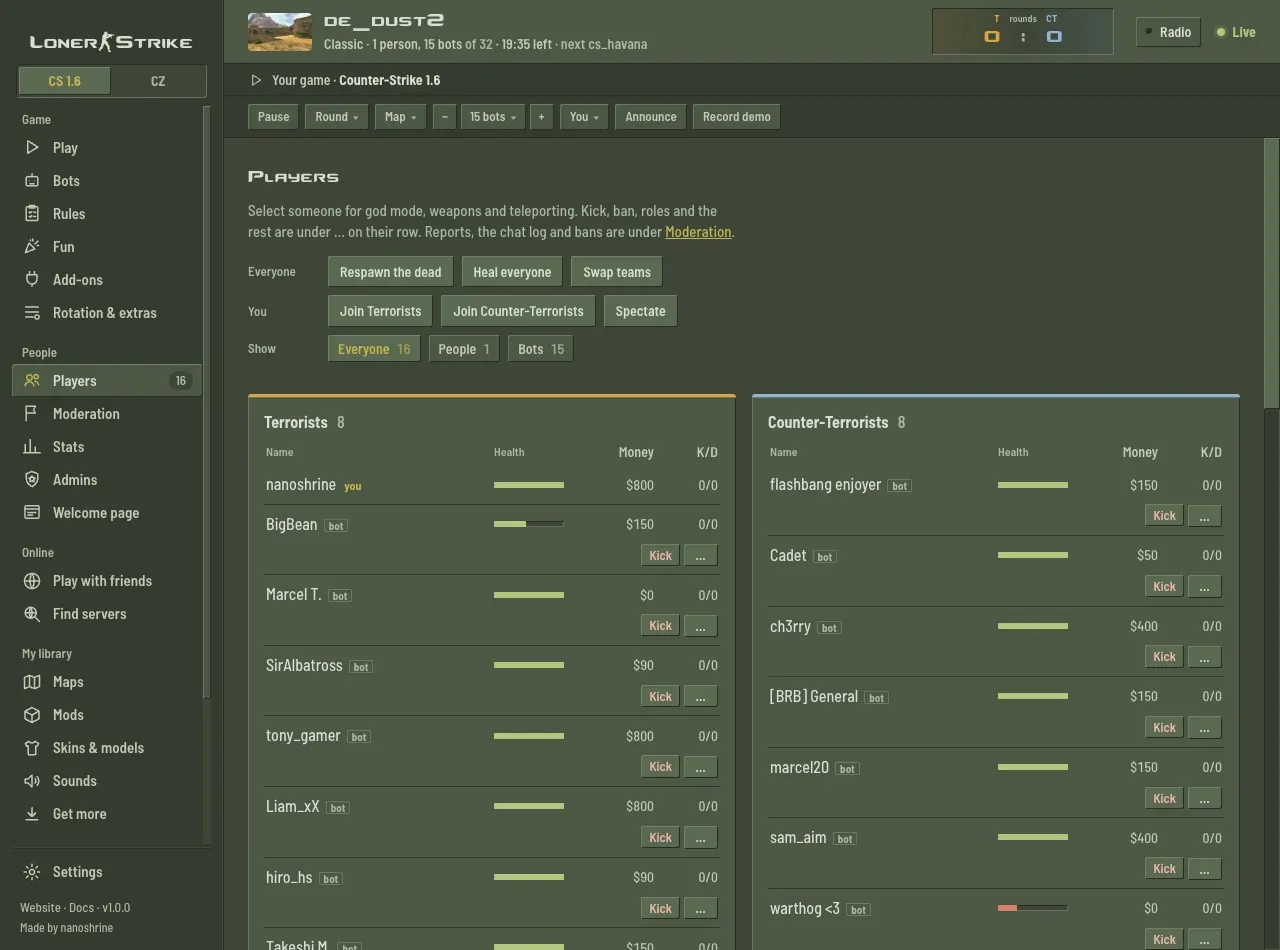 Loner Strike
CS 1.6
CZ
Game
Play
Bots
Rules
Fun
Add-ons
Rotation & extras
People
Players 16
Moderation
Stats
Admins
Welcome page
Online
Play with friends
Find servers
My library
Maps
Mods
Skins & models
Sounds
Get more
Settings
Website · Docs · v1.0.0
Made by nanoshrine
DE_DUST2
Classic · 1 person, 15 bots of 32 · 19:35 left · next cs_havana
T rounds CT
0 : 0
Radio
Live
Your game · Counter-Strike 1.6
Pause
Round
Map
−
15 bots
+
You
Announce
Record demo
Players
Select someone for god mode, weapons and teleporting. Kick, ban, roles and the
rest are under ... on their row. Reports, the chat log and bans are under Moderation.
Everyone
Respawn the dead
Heal everyone
Swap teams
You
Join Terrorists
Join Counter-Terrorists
Spectate
Show
Everyone 16
People 1
Bots 15
Terrorists 8
Name Health Money K/D
nanoshrine you $800 0/0
BigBean bot $150 0/0
Kick ...
Marcel T. bot $0 0/0
Kick ...
SirAlbatross bot $90 0/0
Kick ...
tony_gamer bot $800 0/0
Kick ...
Liam_xX bot $800 0/0
Kick ...
hiro_hs bot $90 0/0
Kick ...
Takeshi M. bot $150 0/0
Counter-Terrorists 8
Name Health Money K/D
flashbang enjoyer bot $150 0/0
Kick ...
Cadet bot $50 0/0
Kick ...
ch3rry bot $400 0/0
Kick ...
[BRB] General bot $150 0/0
Kick ...
marcel20 bot $150 0/0
Kick ...
sam_aim bot $400 0/0
Kick ...
warthog <3 bot $0 0/0
Kick ...